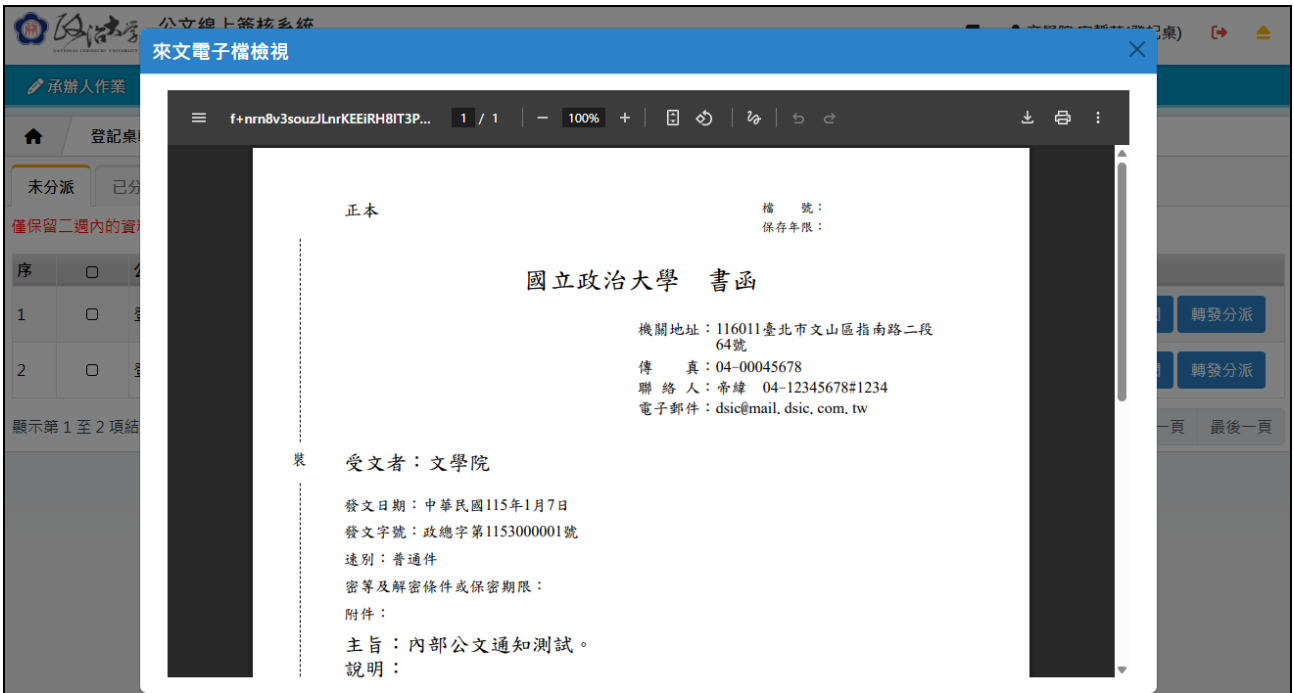 政治大學
NATIONAL CHENGCHI UNIVERSITY
公文線上簽核系統
桌)
來文電子檔檢視
承辦人作業
f+nrn8v3souzJLnrKEEiRH8IT3P... 1 / 1 100%
登記桌
未分派 已分
僅保留二週內的資
序
1 轉發分派
2 轉發分派
顯示第 1 至 2 項結
一頁 最後一頁
正本
檔 號：
保存年限：
國立政治大學 書函
機關地址：116011臺北市文山區指南路二段
64號
傳 真：04-00045678
聯 絡 人：帝緯 04-12345678#1234
電子郵件：dsic@mail.dsic.com.tw
裝
受文者：文學院
發文日期：中華民國115年1月7日
發文字號：政總字第1153000001號
速別：普通件
密等及解密條件或保密期限：
附件：
主旨：內部公文通知測試。
說明：